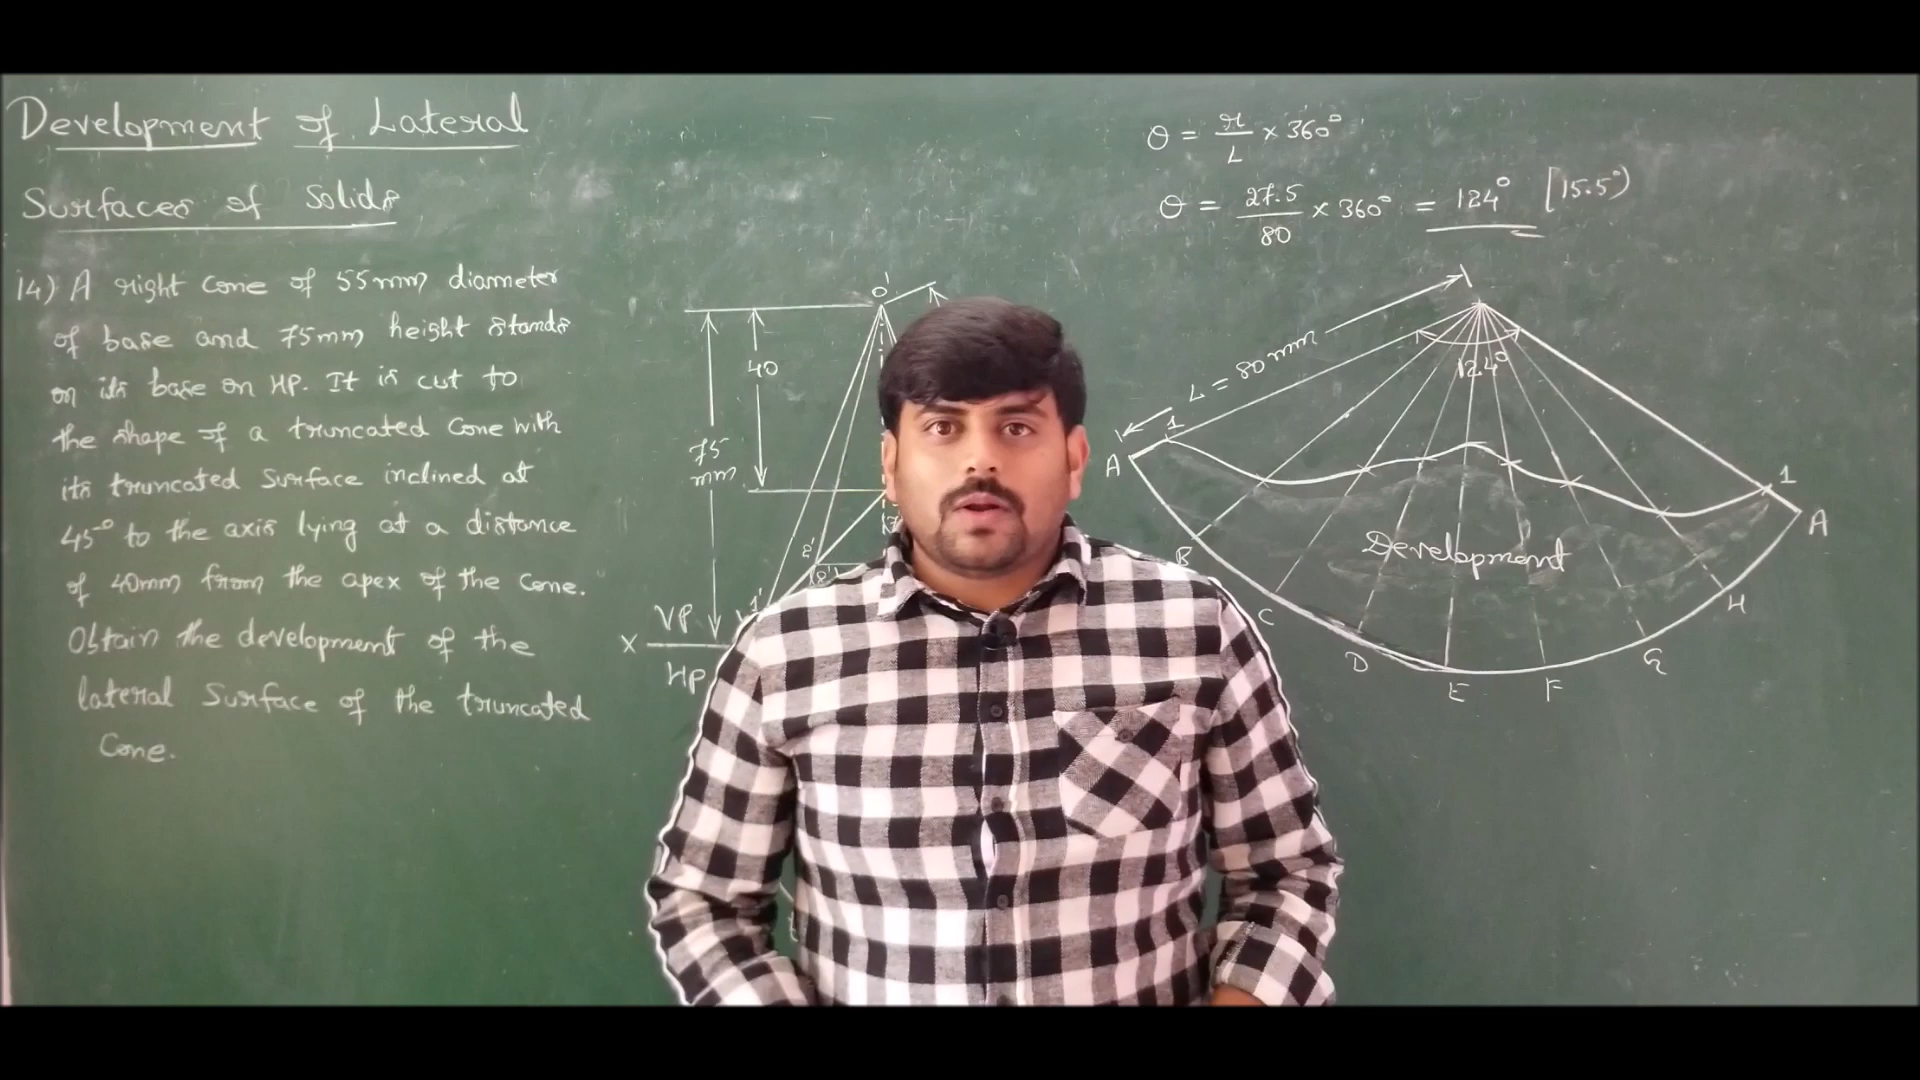 Development of Lateral
Surfaces of Solids
14) A right cone of 55mm diameter
of base and 75mm height stands
on its base on HP. It is cut to
the shape of a truncated cone with
its truncated surface inclined at
45° to the axis lying at a distance
of 40mm from the apex of the cone.
Obtain the development of the
lateral surface of the truncated
Cone.
o'
40
75
mm
2'
(8')
1'
X
VP
HP
θ = r/L × 360°
θ = 27.5/80 × 360° = 124° [15.5°)
L = 80mm
124°
1
A
B
C
D
E
F
G
H
1
A
Development